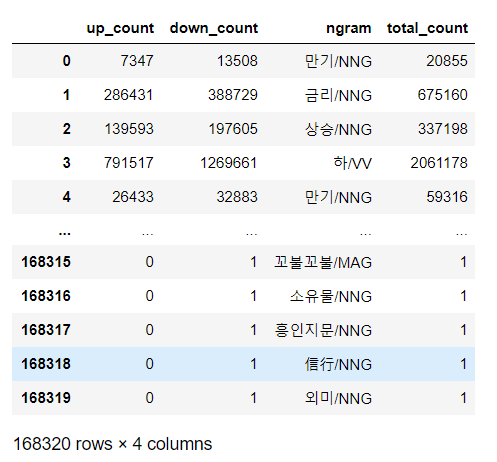 up_count down_count ngram total_count
0 7347 13508 만기/NNG 20855
1 286431 388729 금리/NNG 675160
2 139593 197605 상승/NNG 337198
3 791517 1269661 하/VV 2061178
4 26433 32883 만기/NNG 59316
... ... ... ... ...
168315 0 1 꼬불꼬불/MAG 1
168316 0 1 소유물/NNG 1
168317 0 1 흥인지문/NNG 1
168318 0 1 信行/NNG 1
168319 0 1 외미/NNG 1
168320 rows × 4 columns